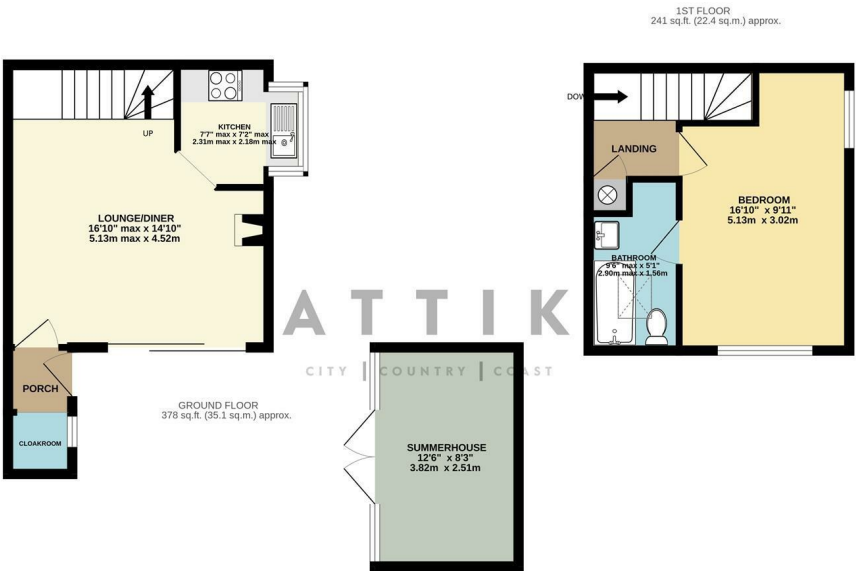 1ST FLOOR
241 sq.ft. (22.4 sq.m.) approx.
UP
KITCHEN
7'7" max x 7'2" max
2.31m max x 2.18m max
LOUNGE/DINER
16'10" max x 14'10"
5.13m max x 4.52m
PORCH
CLOAKROOM
GROUND FLOOR
378 sq.ft. (35.1 sq.m.) approx.
ATTIK
CITY | COUNTRY | COAST
SUMMERHOUSE
12'6" x 8'3"
3.82m x 2.51m
DOW
LANDING
BEDROOM
16'10" x 9'11"
5.13m x 3.02m
BATHROOM
9'6" max x 5'1"
2.90m max x 1.56m